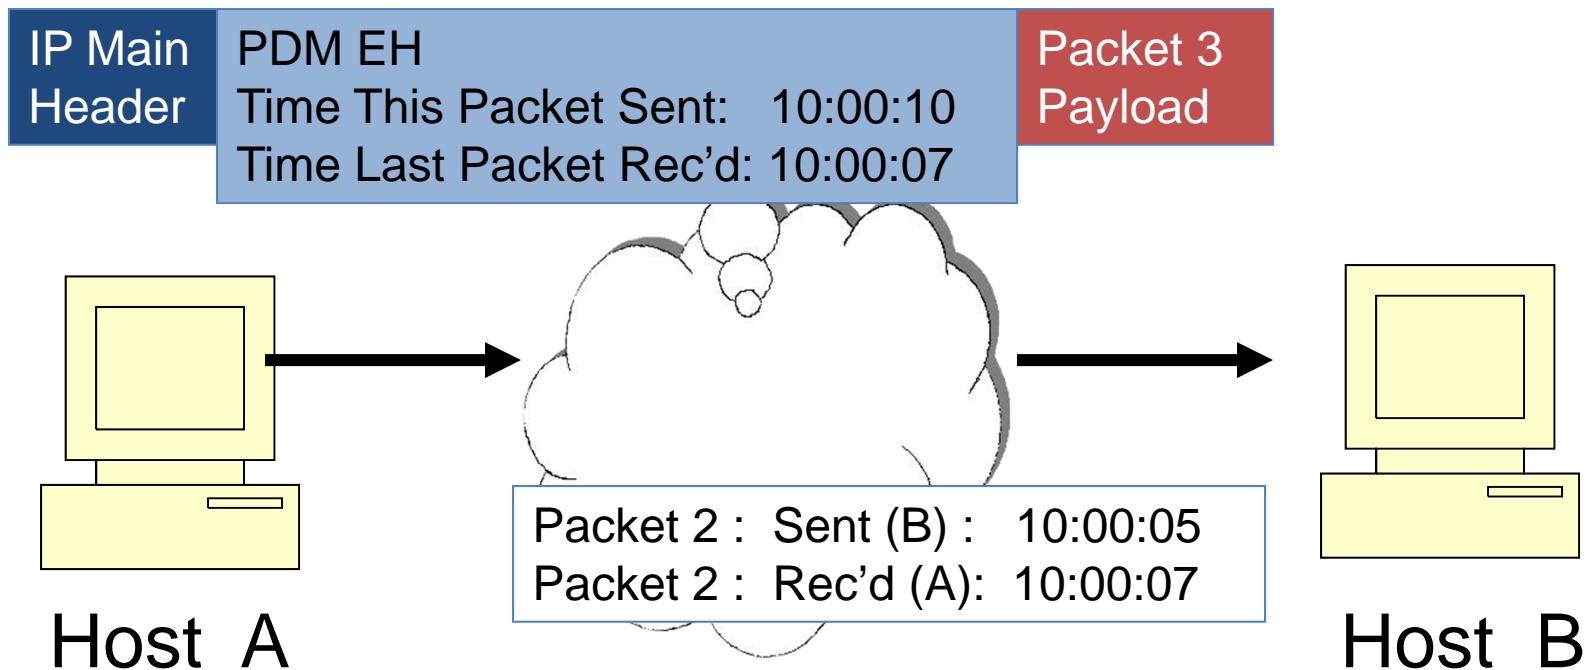 IP Main
Header
PDM EH
Time This Packet Sent: 10:00:10
Time Last Packet Rec’d: 10:00:07
Packet 3
Payload
Packet 2 : Sent (B) : 10:00:05
Packet 2 : Rec’d (A): 10:00:07
Host A
Host B